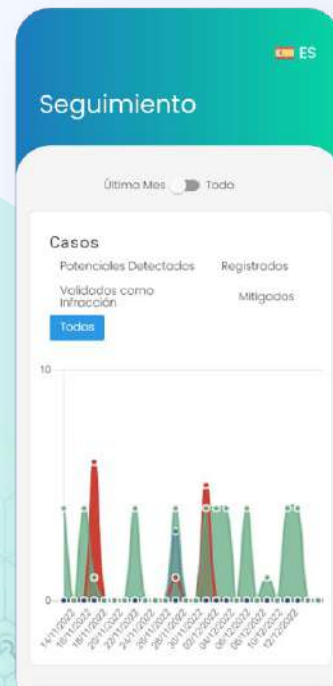 ES
Seguimiento
Último Mes Todo
Casos
Potenciales Detectados Registrados
Validados como
Infracción
Mitigados
Todos
10
0
14/11/2022
16/11/2022
18/11/2022
20/11/2022
22/11/2022
24/11/2022
26/11/2022
28/11/2022
30/11/2022
02/12/2022
04/12/2022
06/12/2022
08/12/2022
10/12/2022
12/12/2022